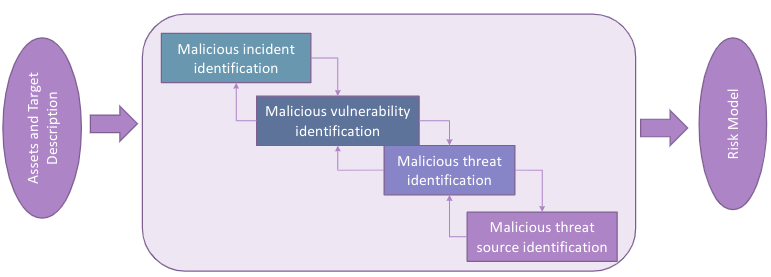 Assets and Target
Description
Malicious incident
identification
Malicious vulnerability
identification
Malicious threat
identification
Malicious threat
source identification
Risk Model